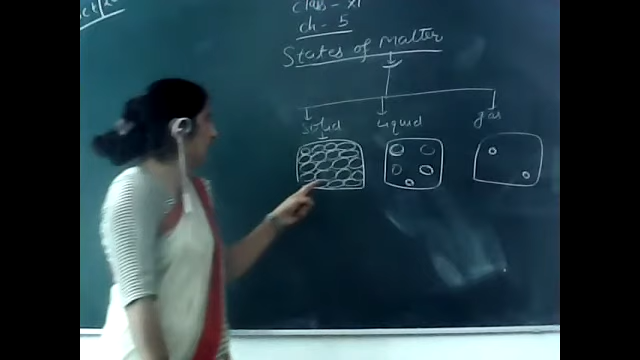 class - XI
ch - 5
States of Matter
Solid Liquid gas